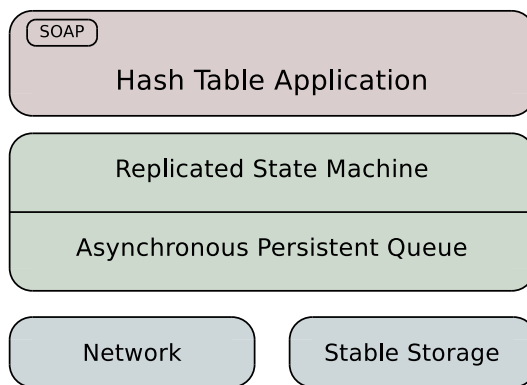 SOAP
Hash Table Application
Replicated State Machine
Asynchronous Persistent Queue
Network
Stable Storage